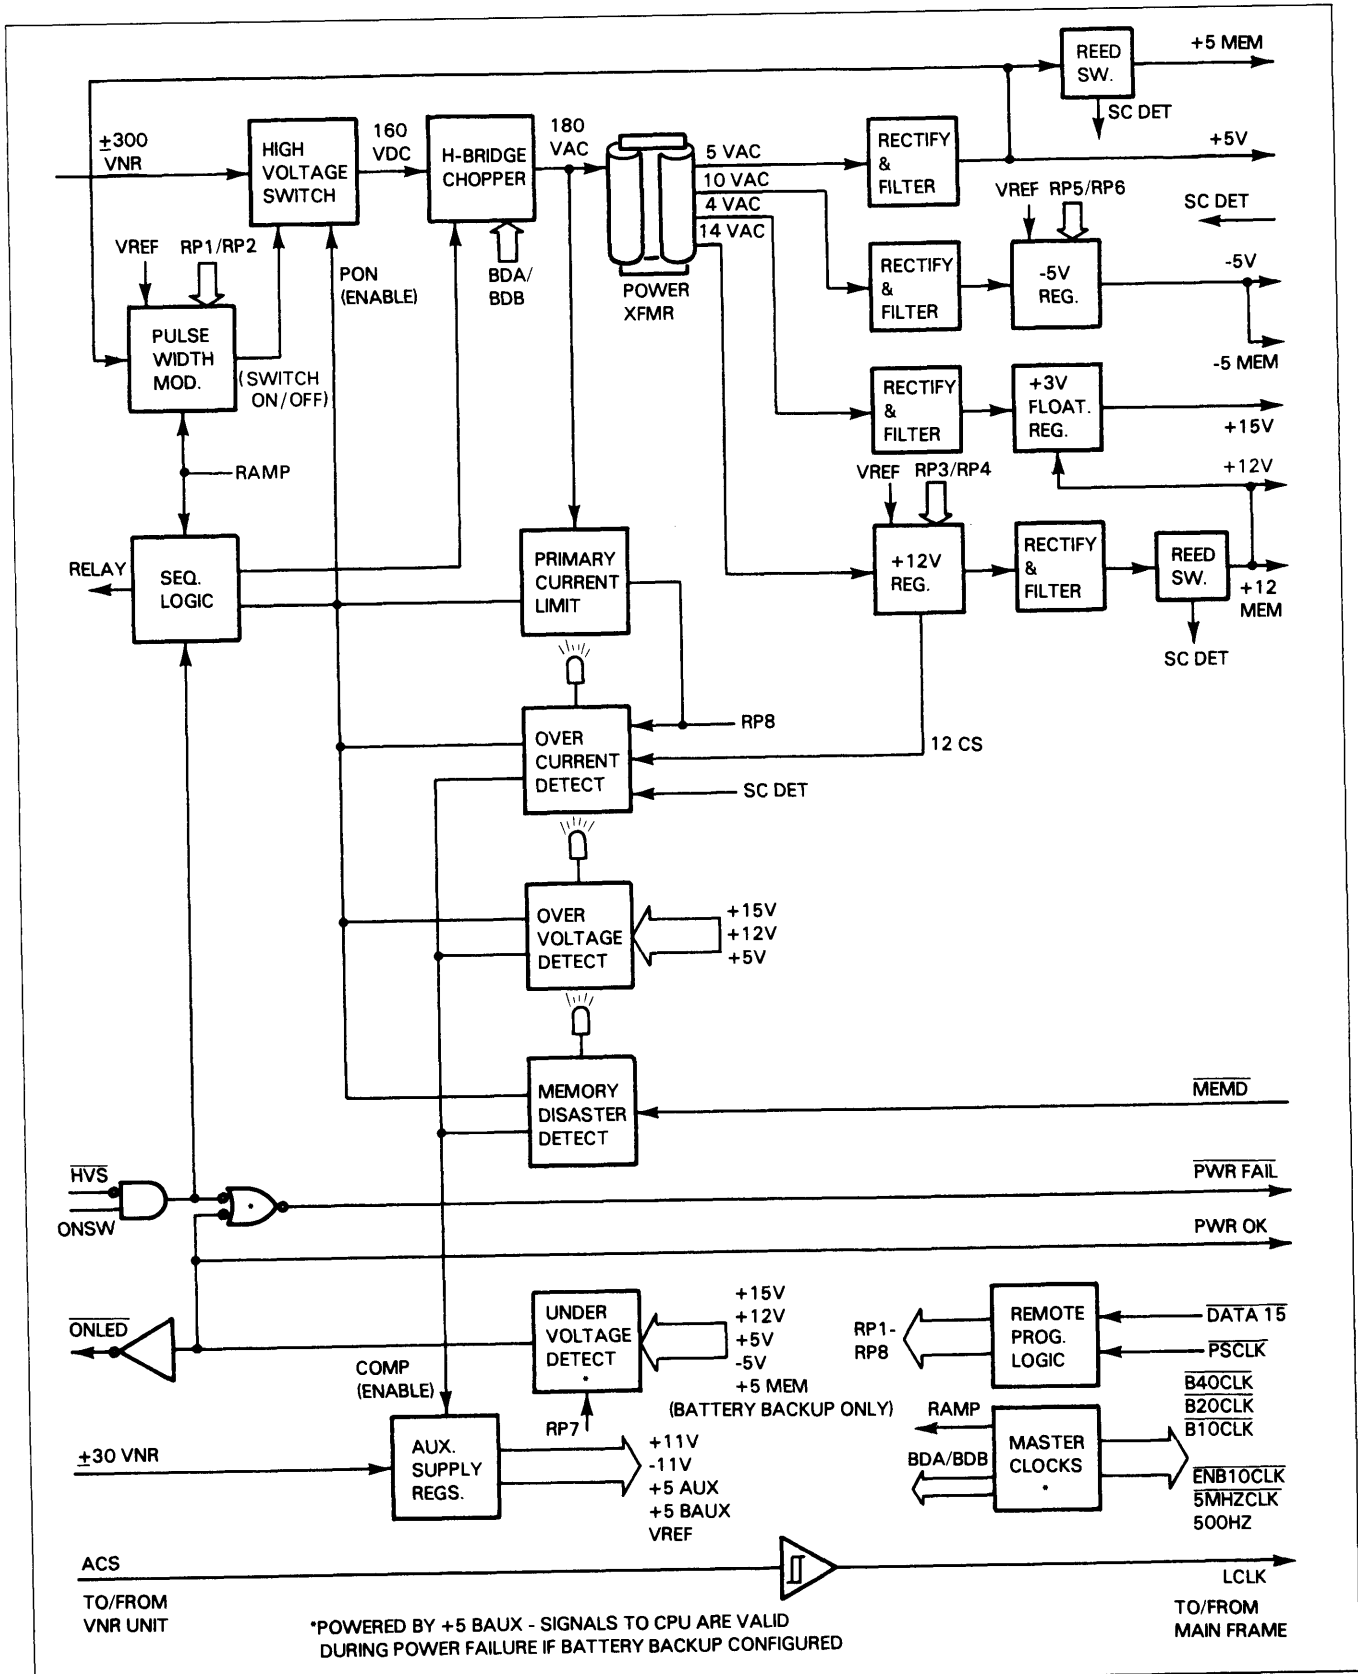 REED
SW.
+5 MEM
SC DET
±300
VNR
HIGH
VOLTAGE
SWITCH
160
VDC
H-BRIDGE
CHOPPER
180
VAC
5 VAC
10 VAC
4 VAC
14 VAC
POWER
XFMR
RECTIFY
&
FILTER
+5V
VREF
RP5/RP6
SC DET
VREF
RP1/RP2
PON
(ENABLE)
BDA/
BDB
RECTIFY
&
FILTER
-5V
REG.
-5V
-5 MEM
PULSE
WIDTH
MOD.
(SWITCH
ON/OFF)
RECTIFY
&
FILTER
+3V
FLOAT.
REG.
+15V
+12V
RAMP
VREF
RP3/RP4
RELAY
SEQ.
LOGIC
PRIMARY
CURRENT
LIMIT
+12V
REG.
RECTIFY
&
FILTER
REED
SW.
+12
MEM
SC DET
OVER
CURRENT
DETECT
RP8
12 CS
SC DET
OVER
VOLTAGE
DETECT
+15V
+12V
+5V
MEMORY
DISASTER
DETECT
MEMD
HVS
ONSW
PWR FAIL
PWR OK
ONLED
UNDER
VOLTAGE
DETECT
*
+15V
+12V
+5V
-5V
+5 MEM
(BATTERY BACKUP ONLY)
RP7
RP1-
RP8
REMOTE
PROG.
LOGIC
DATA 15
PSCLK
COMP
(ENABLE)
±30 VNR
AUX.
SUPPLY
REGS.
+11V
-11V
+5 AUX
+5 BAUX
VREF
RAMP
BDA/BDB
MASTER
CLOCKS
*
B40CLK
B20CLK
B10CLK
ENB10CLK
5MHZCLK
500HZ
ACS
LCLK
TO/FROM
VNR UNIT
TO/FROM
MAIN FRAME
*POWERED BY +5 BAUX - SIGNALS TO CPU ARE VALID
DURING POWER FAILURE IF BATTERY BACKUP CONFIGURED